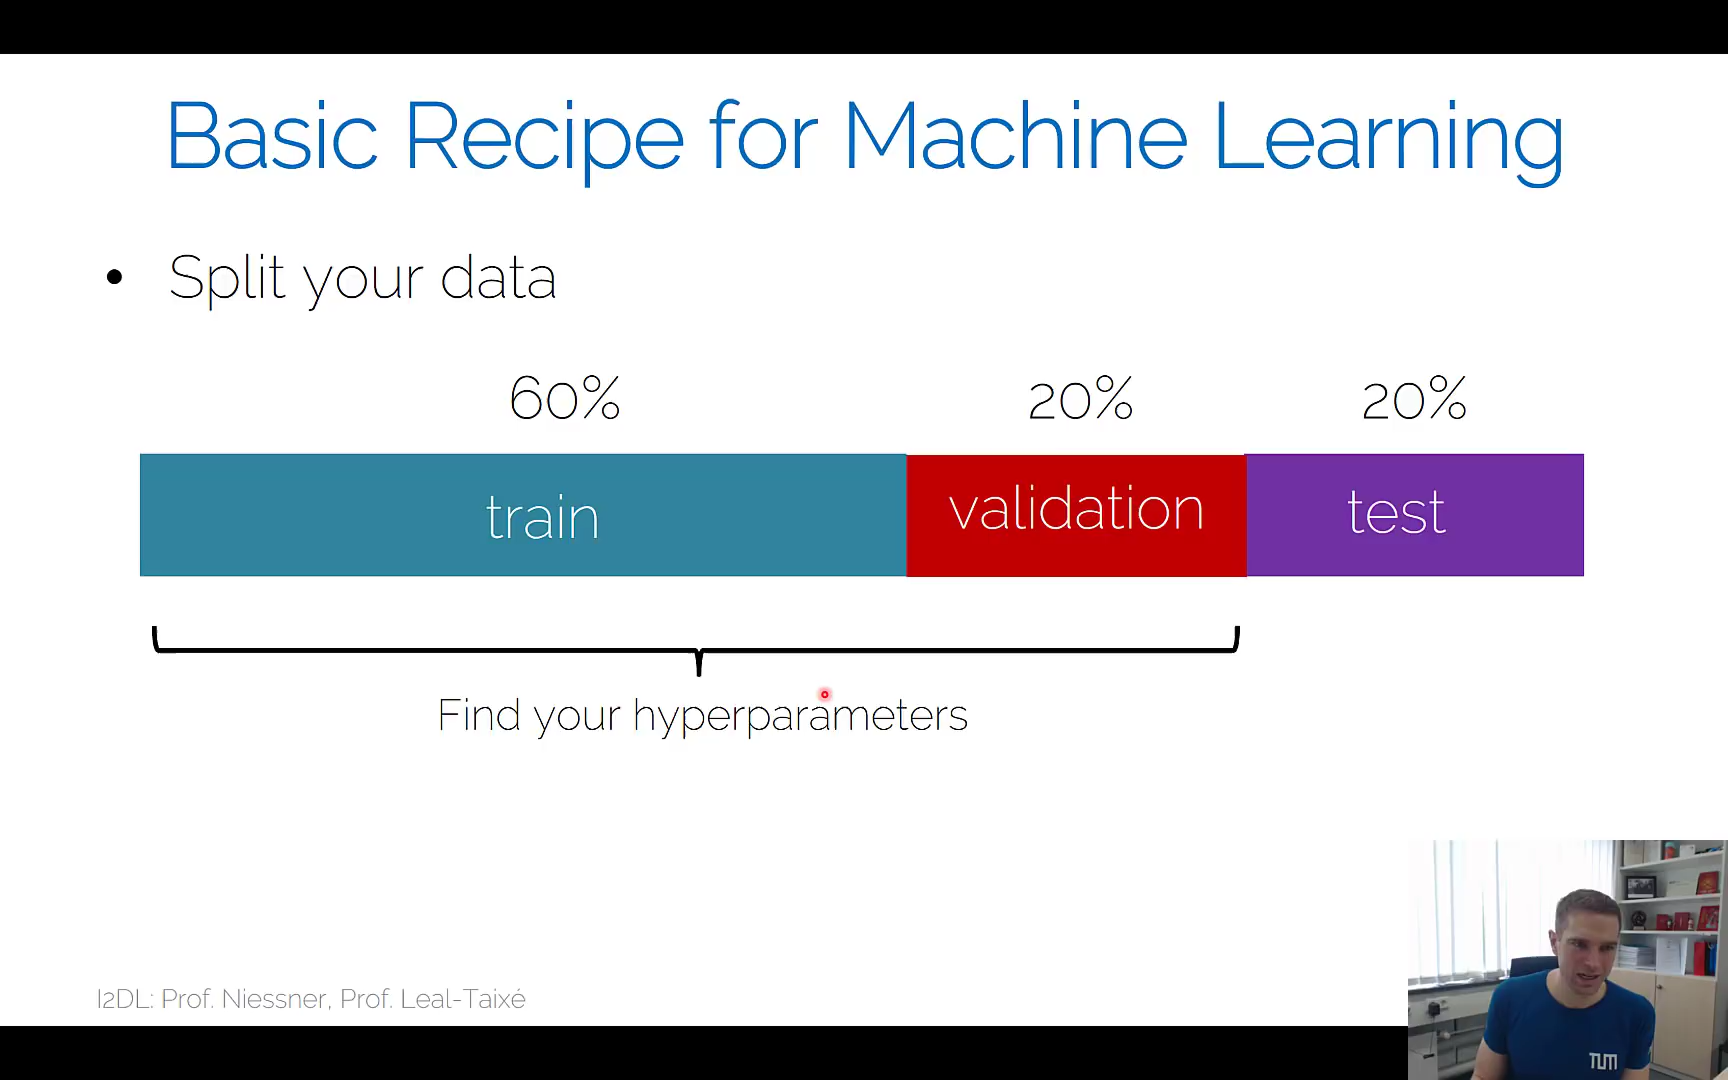 Basic Recipe for Machine Learning
• Split your data
60% 20% 20%
train validation test
Find your hyperparameters
I2DL: Prof. Niessner, Prof. Leal-Taixé
TUM